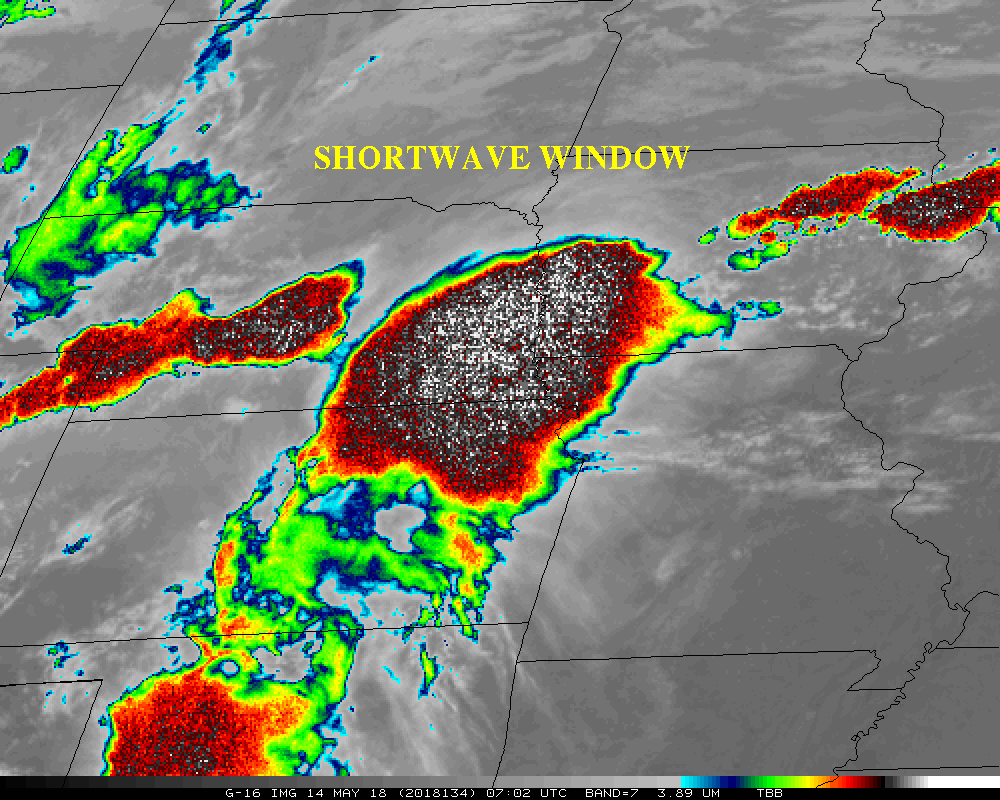 SHORTWAVE WINDOW
G-16 IMG 14 MAY 18 (2018134) 07:02 UTC BAND=7 3.89 UM TBB